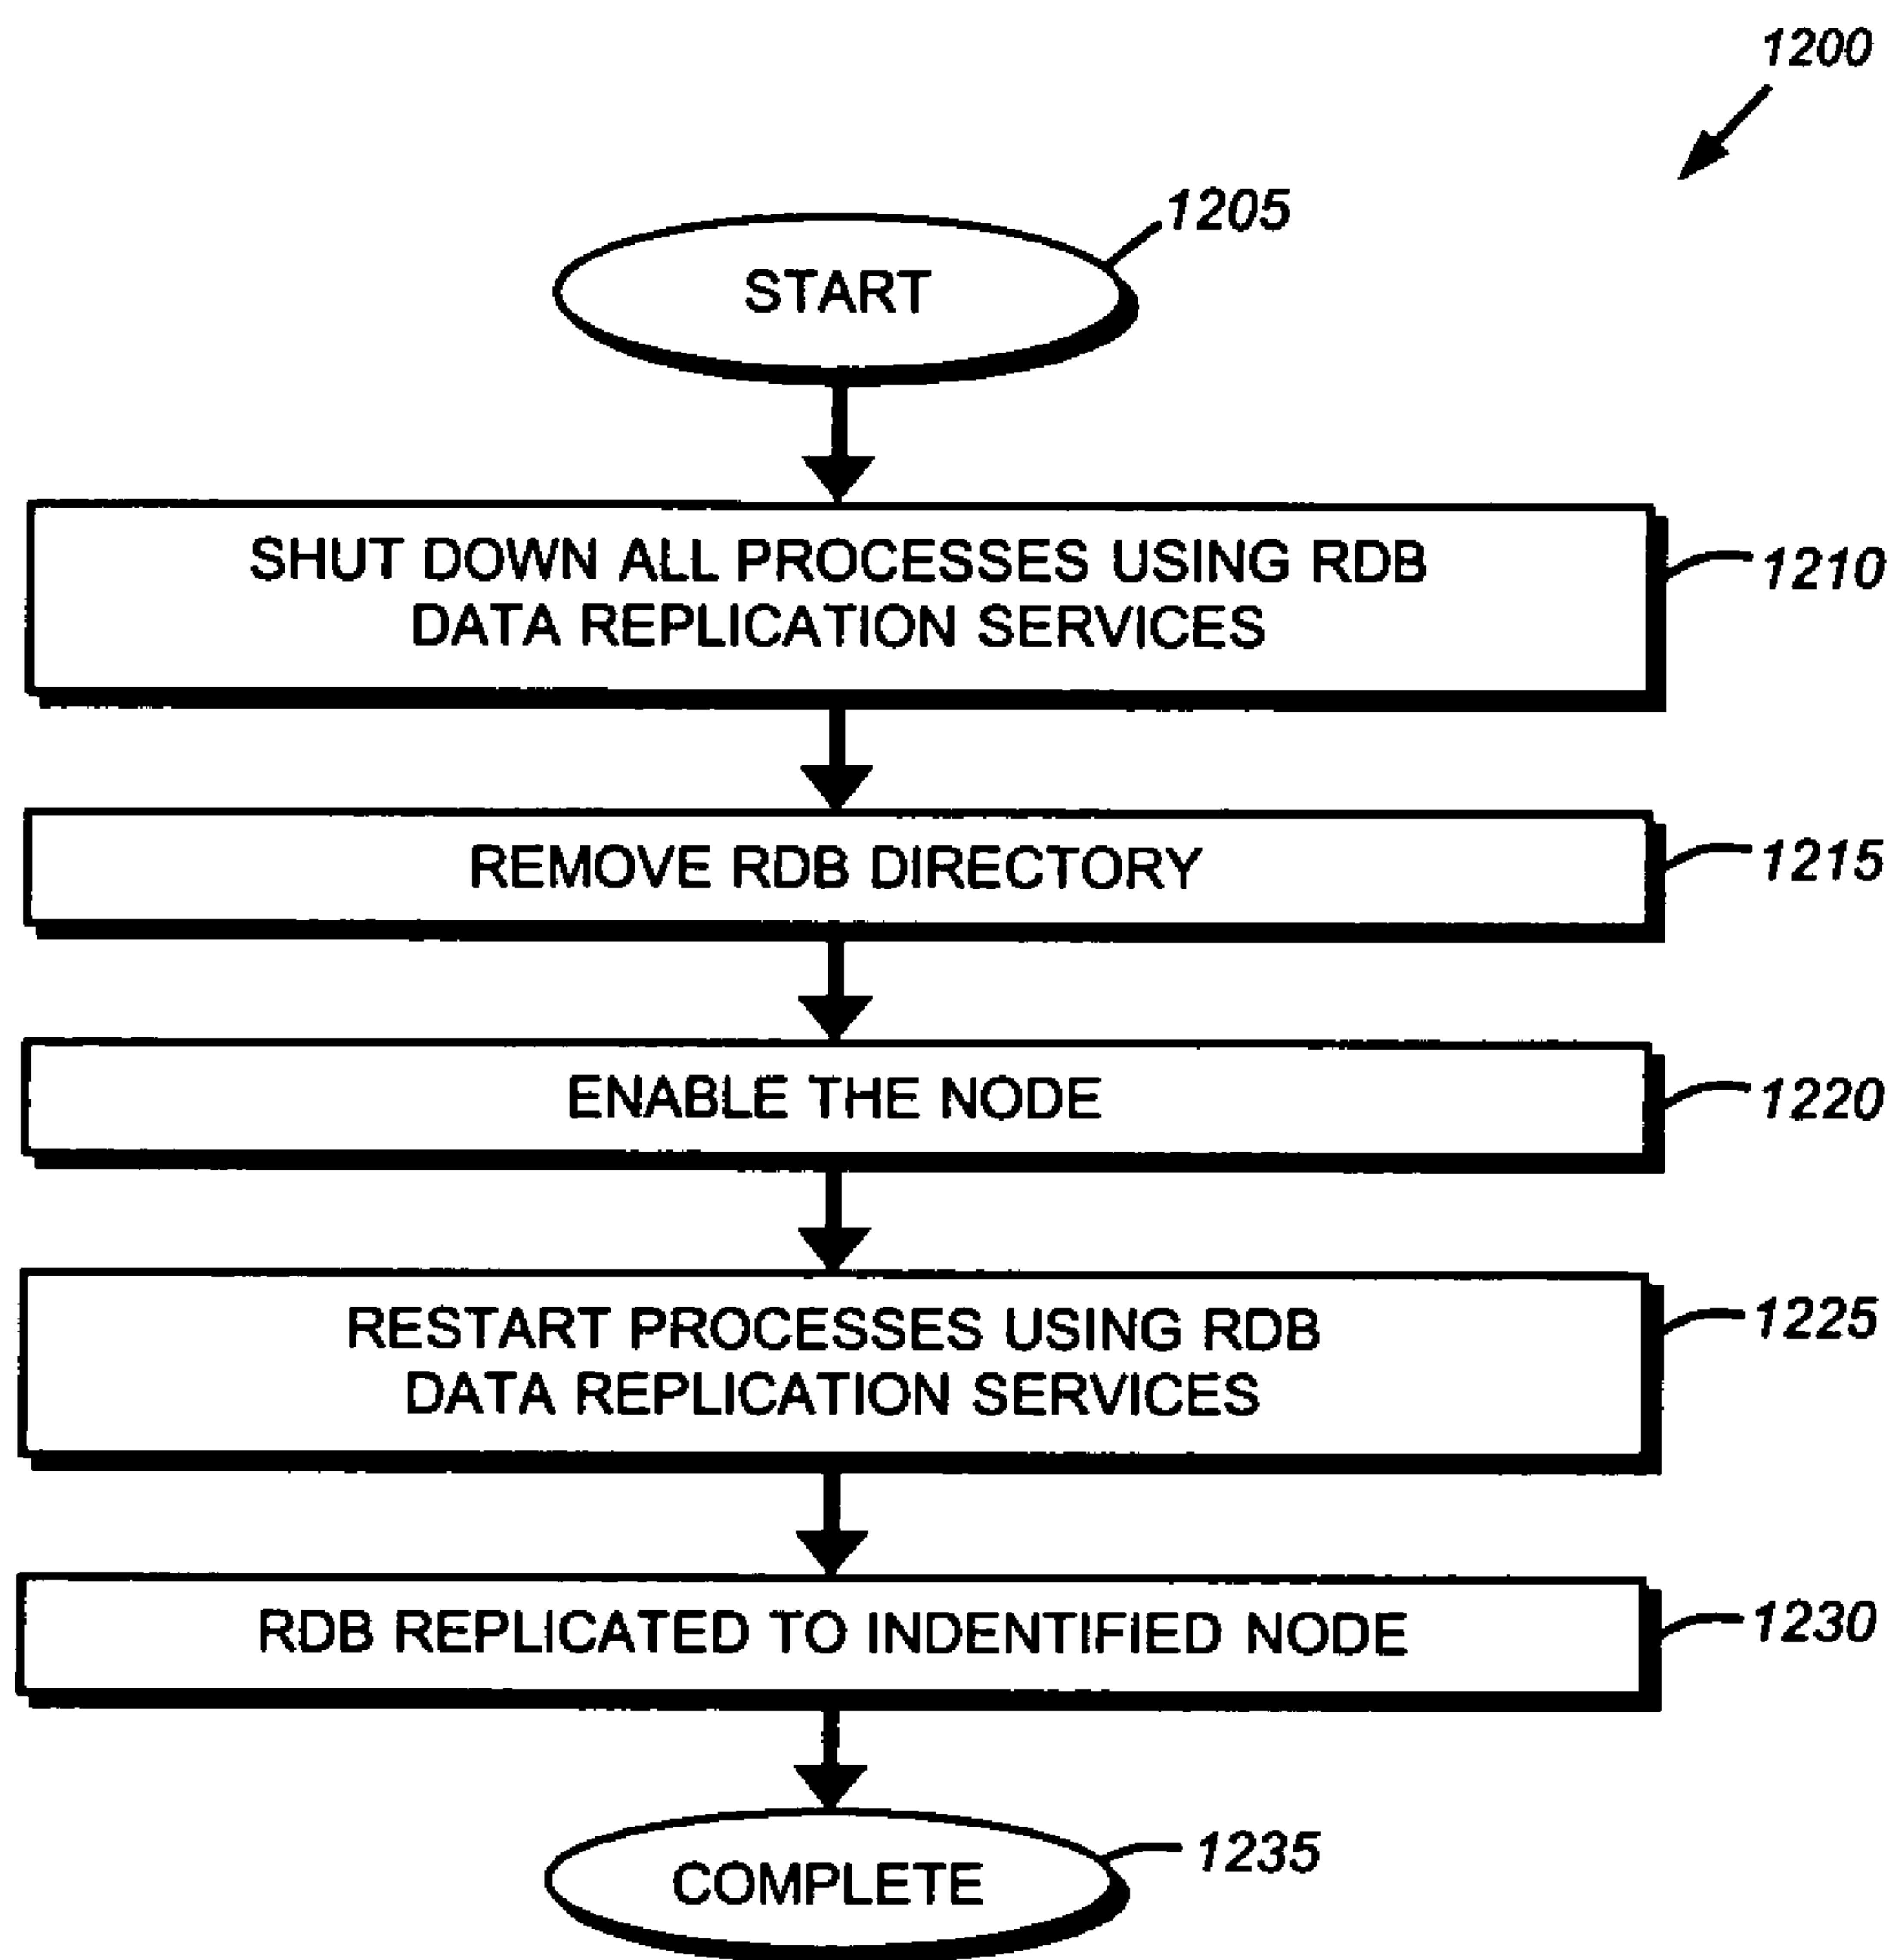 1200
1205
START
SHUT DOWN ALL PROCESSES USING RDB
DATA REPLICATION SERVICES
1210
REMOVE RDB DIRECTORY
1215
ENABLE THE NODE
1220
RESTART PROCESSES USING RDB
DATA REPLICATION SERVICES
1225
RDB REPLICATED TO INDENTIFIED NODE
1230
COMPLETE
1235